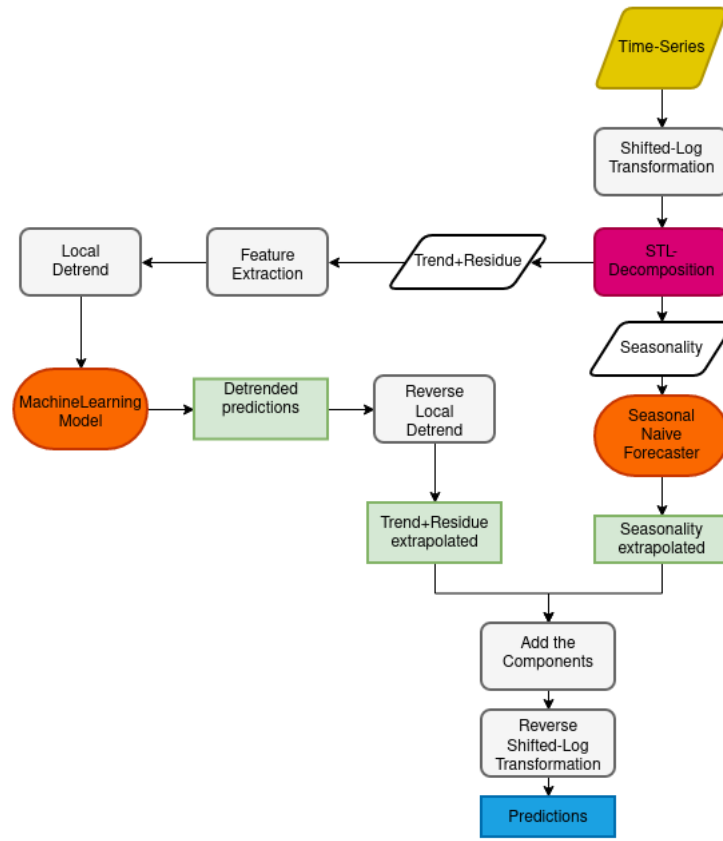 Time-Series
Shifted-Log
Transformation
STL-
Decomposition
Trend+Residue
Feature
Extraction
Local
Detrend
Seasonality
MachineLearning
Model
Detrended
predictions
Reverse
Local
Detrend
Seasonal
Naive
Forecaster
Trend+Residue
extrapolated
Seasonality
extrapolated
Add the
Components
Reverse
Shifted-Log
Transformation
Predictions